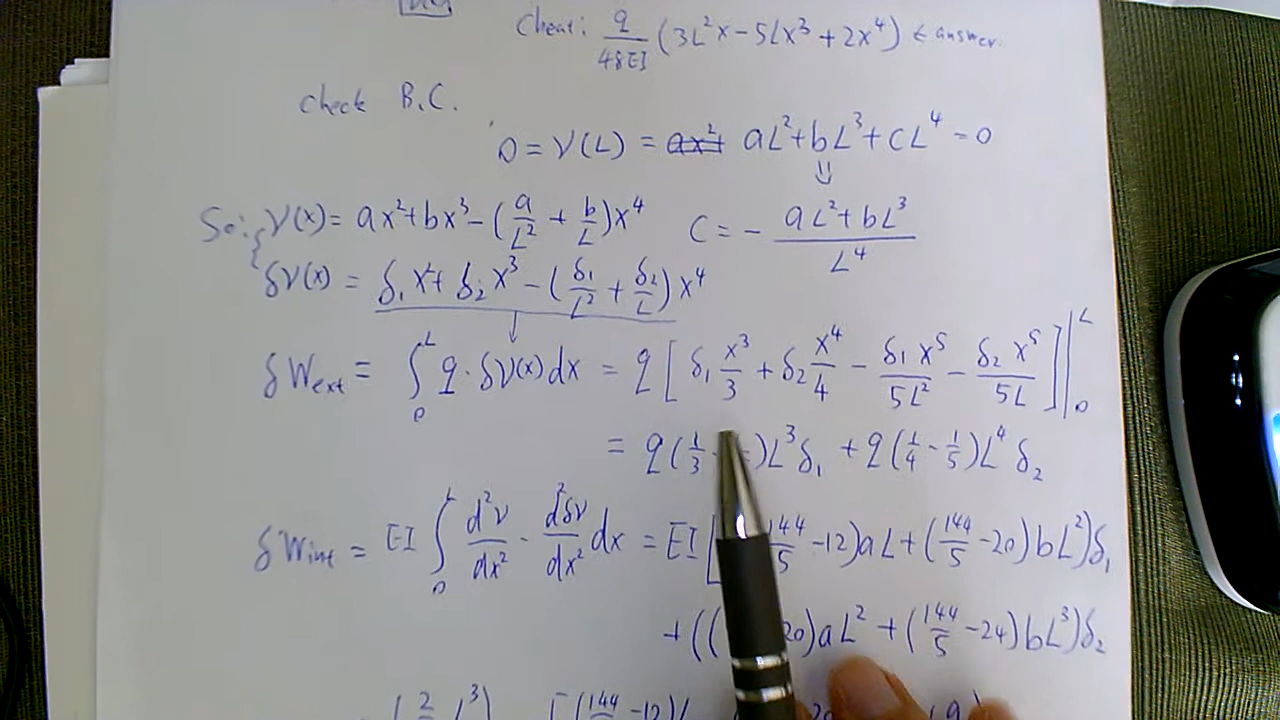 Cheat: q/48EI (3L²x - 5Lx³ + 2x⁴) ← answer.
check B.C.
0 = v(L) = aL² + bL³ + cL⁴ = 0
⇓
So: { v(x) = ax² + bx³ - (a/L² + b/L)x⁴ C = - (aL² + bL³)/L⁴
δv(x) = δ₁x² + δ₂x³ - (δ₁/L² + δ₂/L)x⁴
δW_ext = ∫₀ᴸ q·δv(x)dx = q[δ₁ x³/3 + δ₂ x⁴/4 - δ₁x⁵/5L² - δ₂x⁵/5L]|₀ᴸ
= q(1/3 - )L³δ₁ + q(1/4 - 1/5)L⁴δ₂
δW_int = EI ∫₀ᴸ d²v/dx² · d²δv/dx² dx = EI[ 144/5 - 12)aL + (144/5 - 20)bL²)δ₁
+ (( 20)aL² + (144/5 - 24)bL³)δ₂